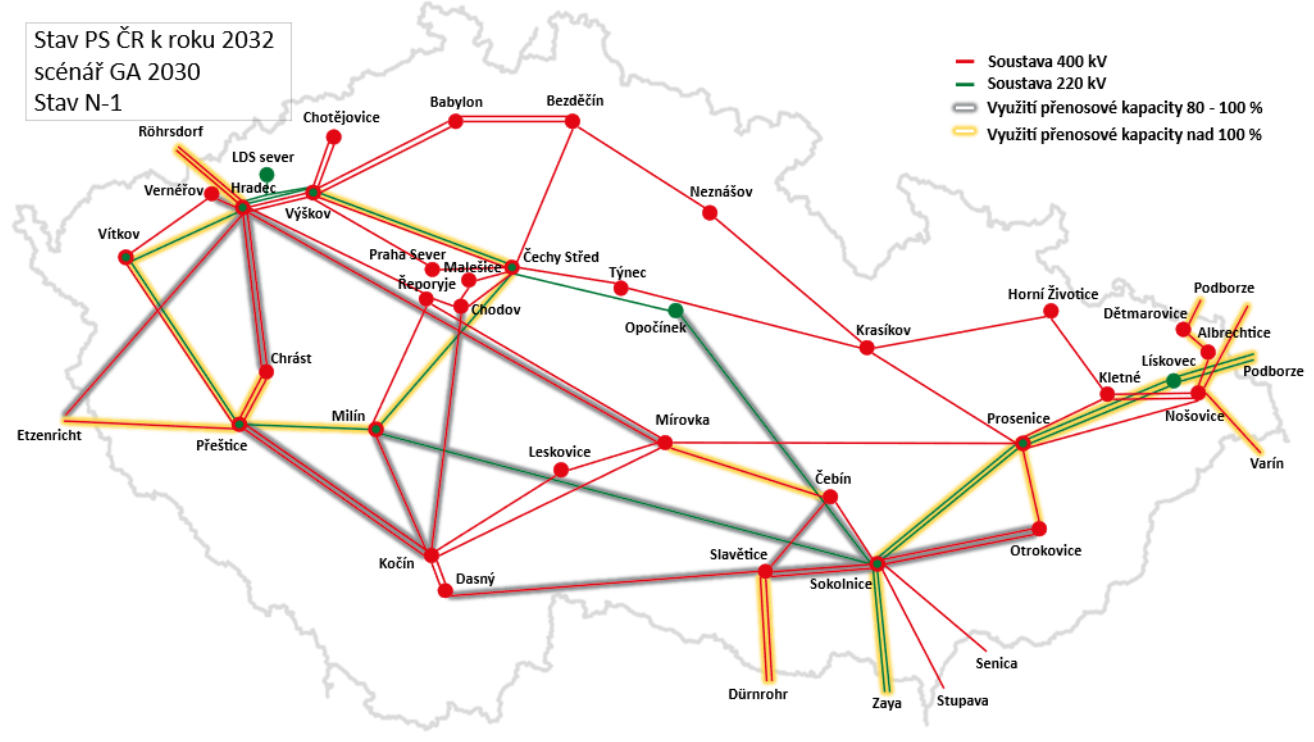 Stav PS ČR k roku 2032
scénář GA 2030
Stav N-1
Soustava 400 kV
Soustava 220 kV
Využití přenosové kapacity 80 - 100 %
Využití přenosové kapacity nad 100 %
Babylon
Bezděčín
Chotějovice
Röhrsdorf
LDS sever
Vernéřov
Hradec
Výškov
Neznášov
Vítkov
Praha Sever
Malešice
Čechy Střed
Týnec
Řeporyje
Chodov
Opočínek
Krasíkov
Horní Životice
Podborze
Dětmarovice
Albrechtice
Lískovec
Podborze
Chrást
Kletné
Nošovice
Etzenricht
Přeštice
Milín
Mírovka
Prosenice
Leskovice
Čebín
Varín
Kočín
Dasný
Slavětice
Sokolnice
Otrokovice
Senica
Dürnrohr
Zaya
Stupava